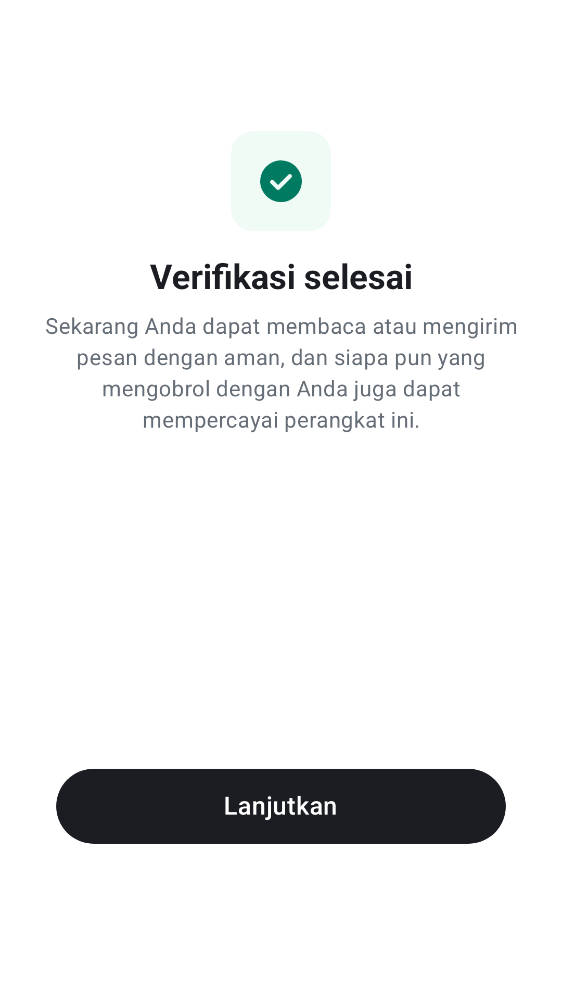 Verifikasi selesai
Sekarang Anda dapat membaca atau mengirim
pesan dengan aman, dan siapa pun yang
mengobrol dengan Anda juga dapat
mempercayai perangkat ini.
Lanjutkan